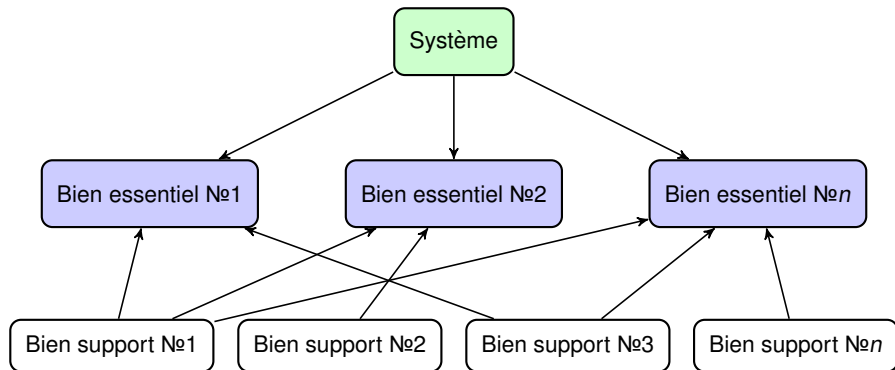 Système
Bien essentiel №1
Bien essentiel №2
Bien essentiel №n
Bien support №1
Bien support №2
Bien support №3
Bien support №n